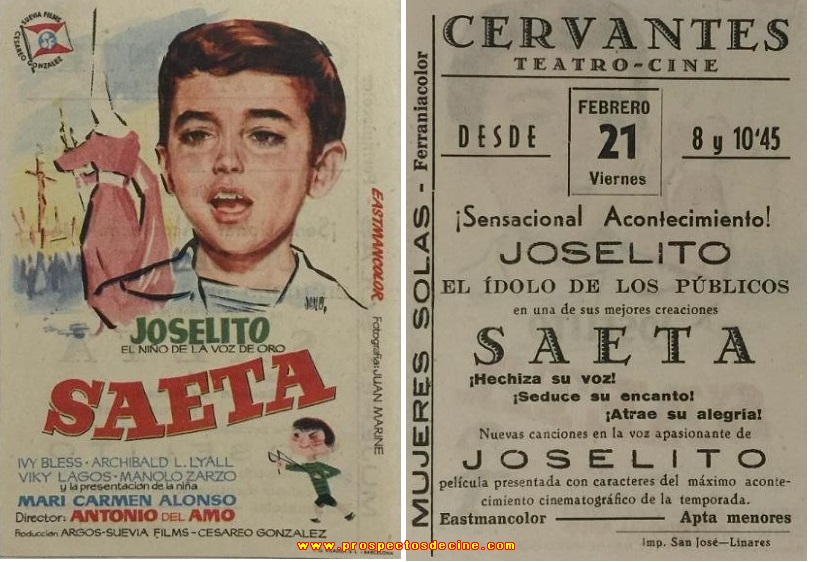 SUEVIA FILMS
CESAREO GONZALEZ
JOSELITO
EL NIÑO DE LA VOZ DE ORO
SAETA
IVY BLESS · ARCHIBALD L. LYALL
VIKY LAGOS · MANOLO ZARZO
y la presentación de la niña
MARI CARMEN ALONSO
Director: ANTONIO DEL AMO
Producción: ARGOS-SUEVIA FILMS - CESAREO GONZALEZ
EASTMANCOLOR
Fotografía: JUAN MARINE
MUJERES SOLAS - Ferraniacolor
CERVANTES
TEATRO-CINE
DESDE
FEBRERO
21
Viernes
8 y 10'45
¡Sensacional Acontecimiento!
JOSELITO
EL ÍDOLO DE LOS PÚBLICOS
en una de sus mejores creaciones
SAETA
¡Hechiza su voz!
¡Seduce su encanto!
¡Atrae su alegría!
Nuevas canciones en la voz apasionante de
JOSELITO
película presentada con caracteres del máximo aconte-
cimiento cinematográfico de la temporada.
Eastmancolor
Apta menores
Imp. San José—Linares
www.prospectosdecine.com